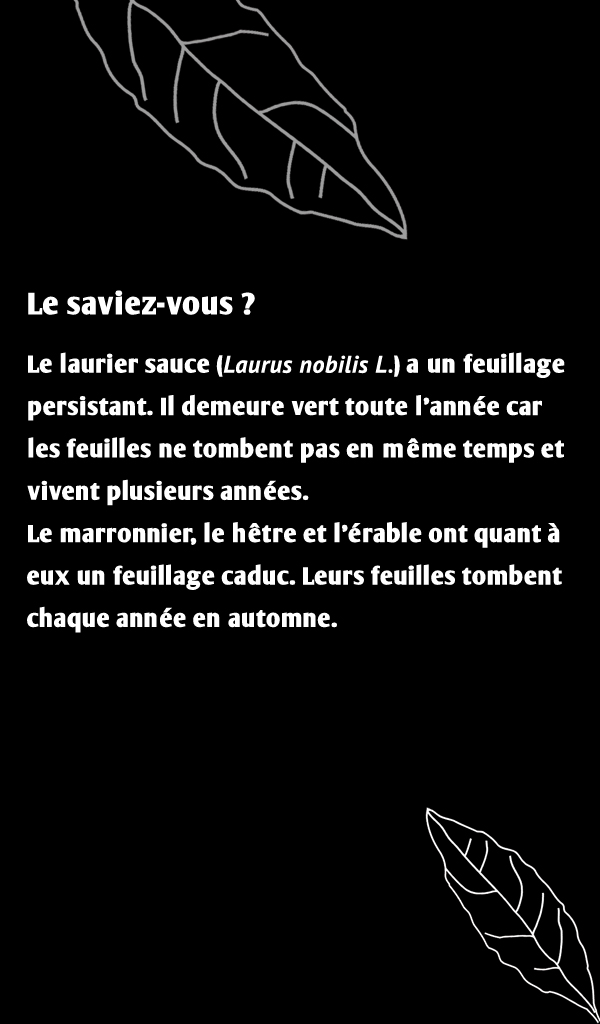 Le saviez-vous ?
Le laurier sauce (Laurus nobilis L.) a un feuillage
persistant. Il demeure vert toute l’année car
les feuilles ne tombent pas en même temps et
vivent plusieurs années.
Le marronnier, le hêtre et l’érable ont quant à
eux un feuillage caduc. Leurs feuilles tombent
chaque année en automne.